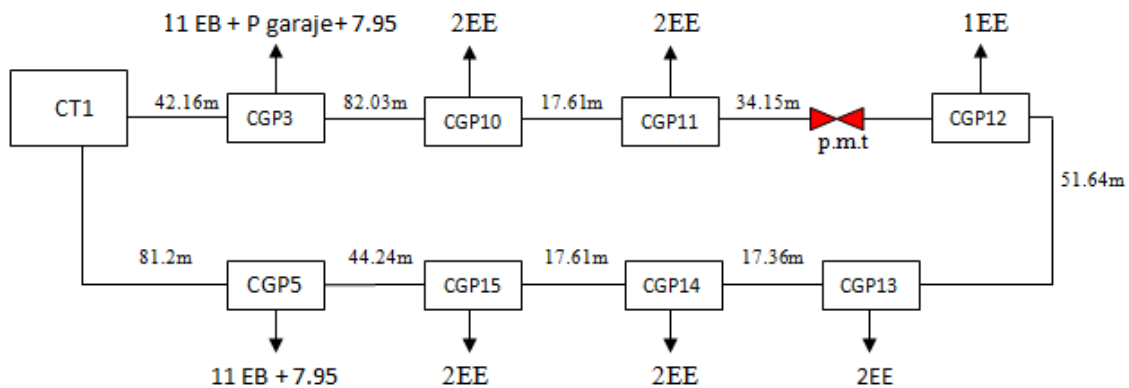 11 EB + P garaje+ 7.95 2EE 2EE 1EE
CT1 42.16m CGP3 82.03m CGP10 17.61m CGP11 34.15m p.m.t CGP12
51.64m
81.2m CGP5 44.24m CGP15 17.61m CGP14 17.36m CGP13
11 EB + 7.95 2EE 2EE 2EE